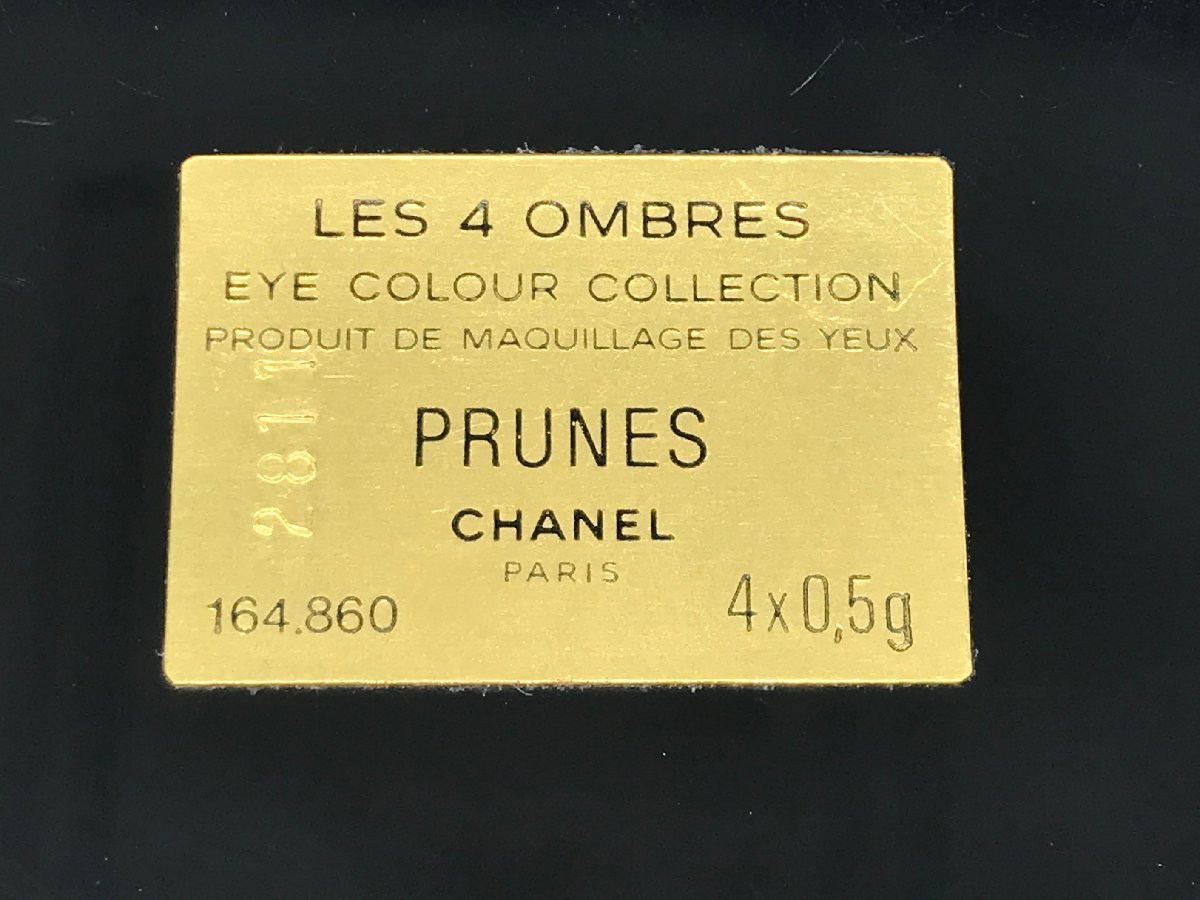 LES 4 OMBRES
EYE COLOUR COLLECTION
PRODUIT DE MAQUILLAGE DES YEUX
2811
PRUNES
CHANEL
PARIS
164.860
4x0,5g